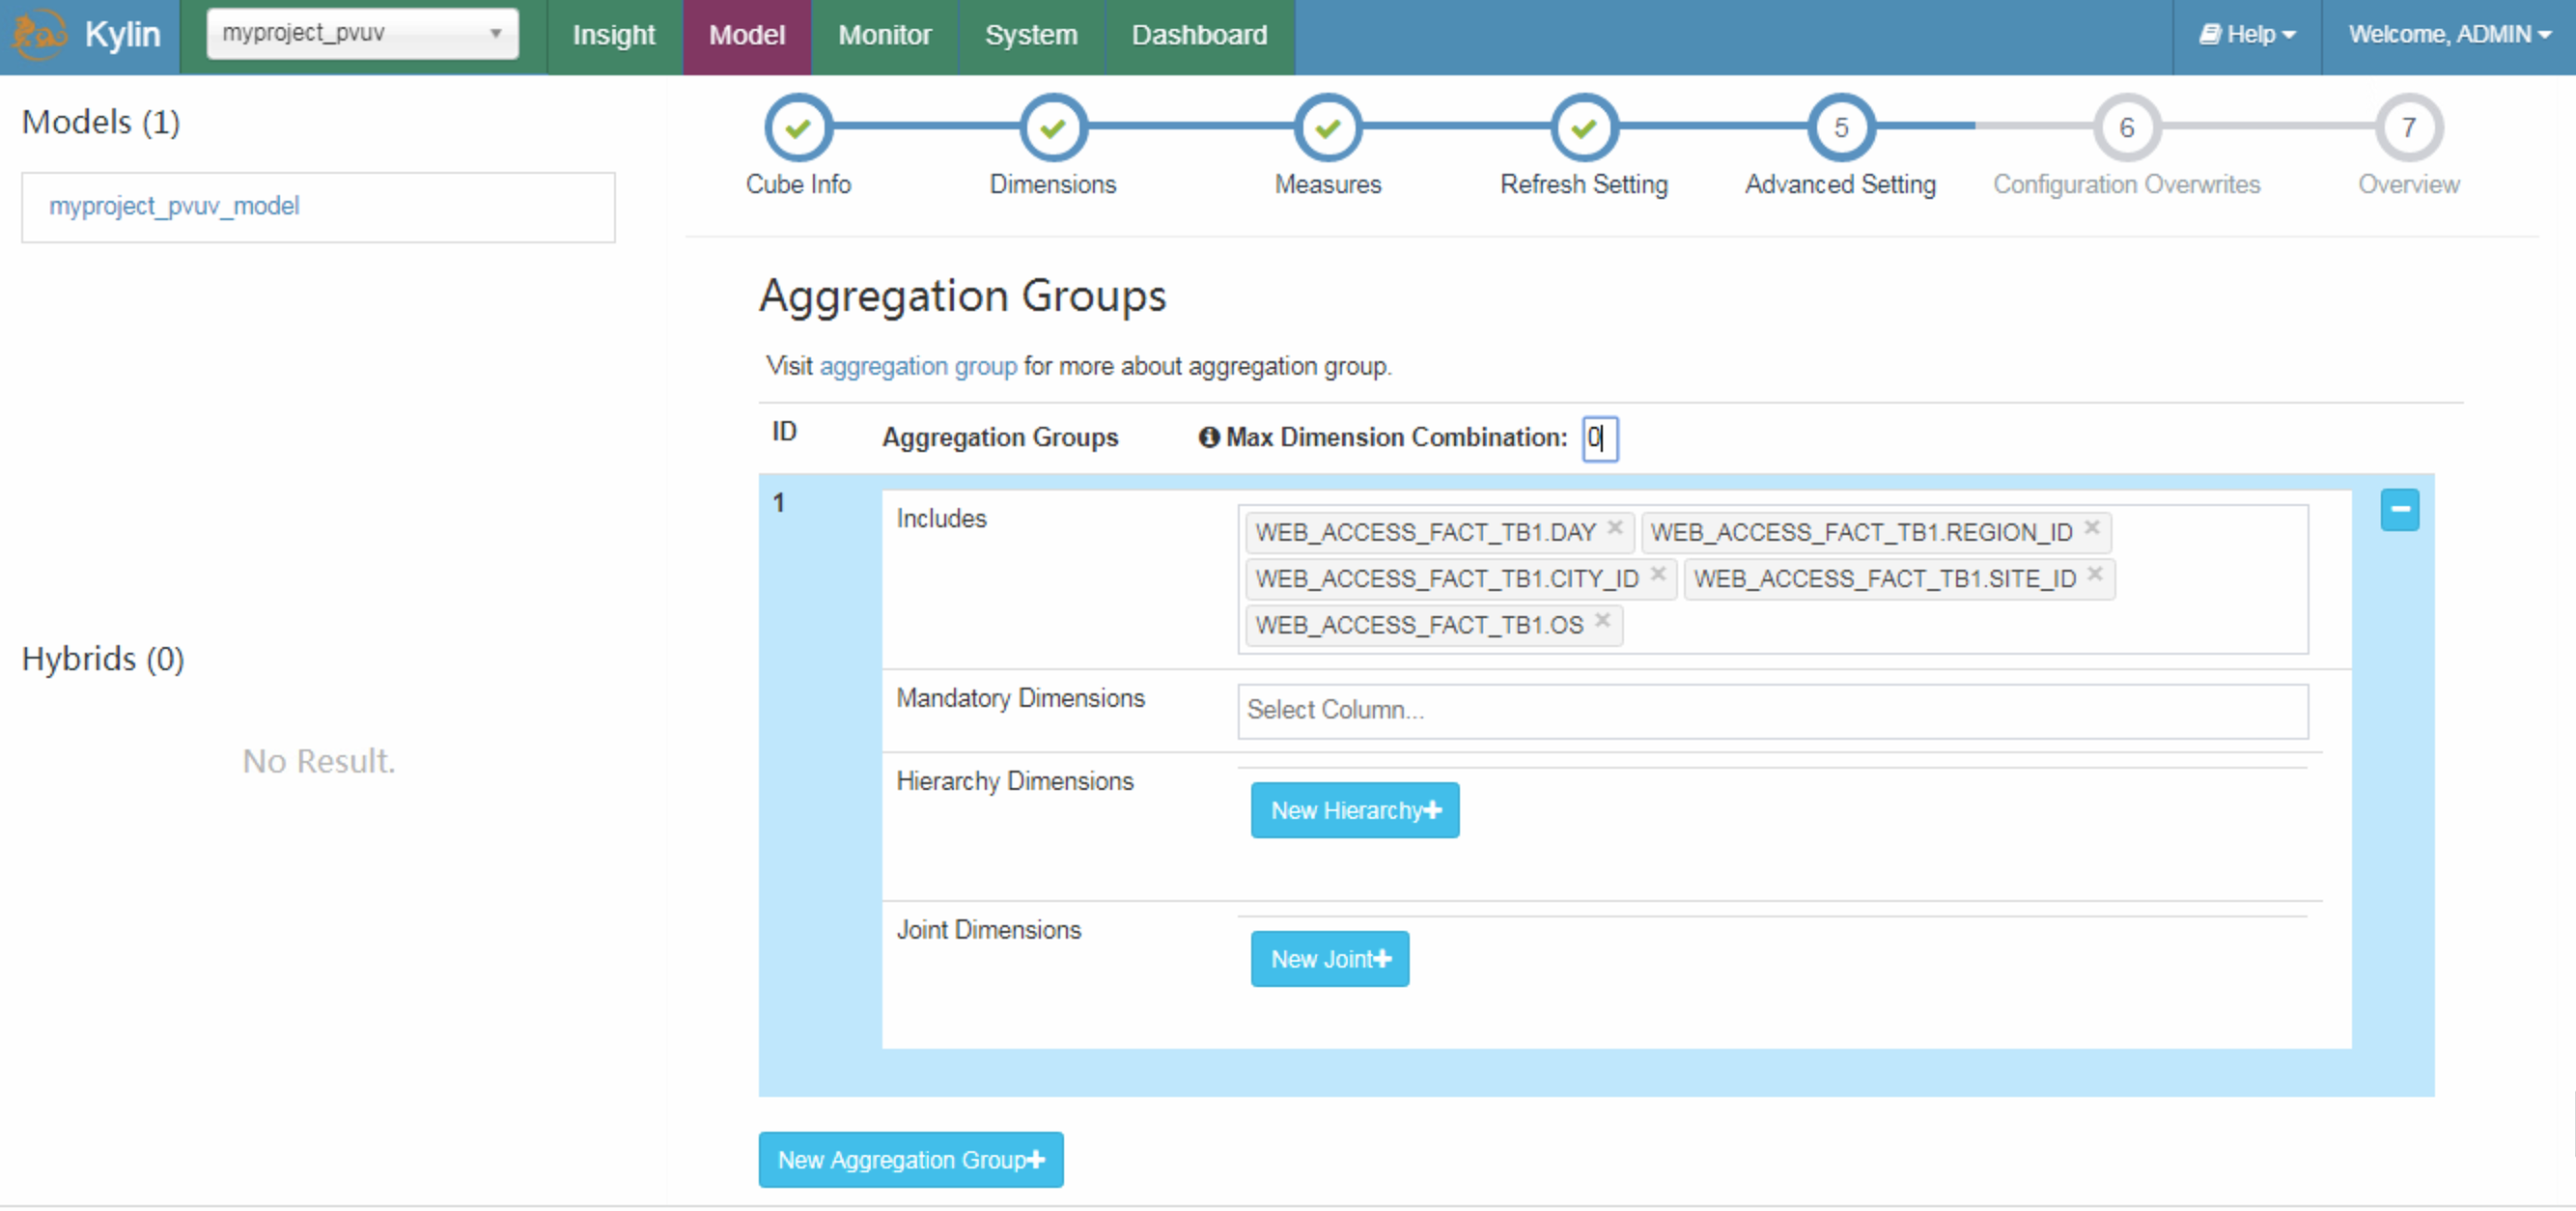 Kylin myproject_pvuv Insight Model Monitor System Dashboard Help Welcome, ADMIN
Models (1)
myproject_pvuv_model
Hybrids (0)
No Result.
5 6 7
Cube Info Dimensions Measures Refresh Setting Advanced Setting Configuration Overwrites Overview
Aggregation Groups
Visit aggregation group for more about aggregation group.
ID Aggregation Groups Max Dimension Combination: 0
1 Includes WEB_ACCESS_FACT_TB1.DAY × WEB_ACCESS_FACT_TB1.REGION_ID ×
WEB_ACCESS_FACT_TB1.CITY_ID × WEB_ACCESS_FACT_TB1.SITE_ID ×
WEB_ACCESS_FACT_TB1.OS ×
Mandatory Dimensions Select Column...
Hierarchy Dimensions
New Hierarchy+
Joint Dimensions
New Joint+
New Aggregation Group+